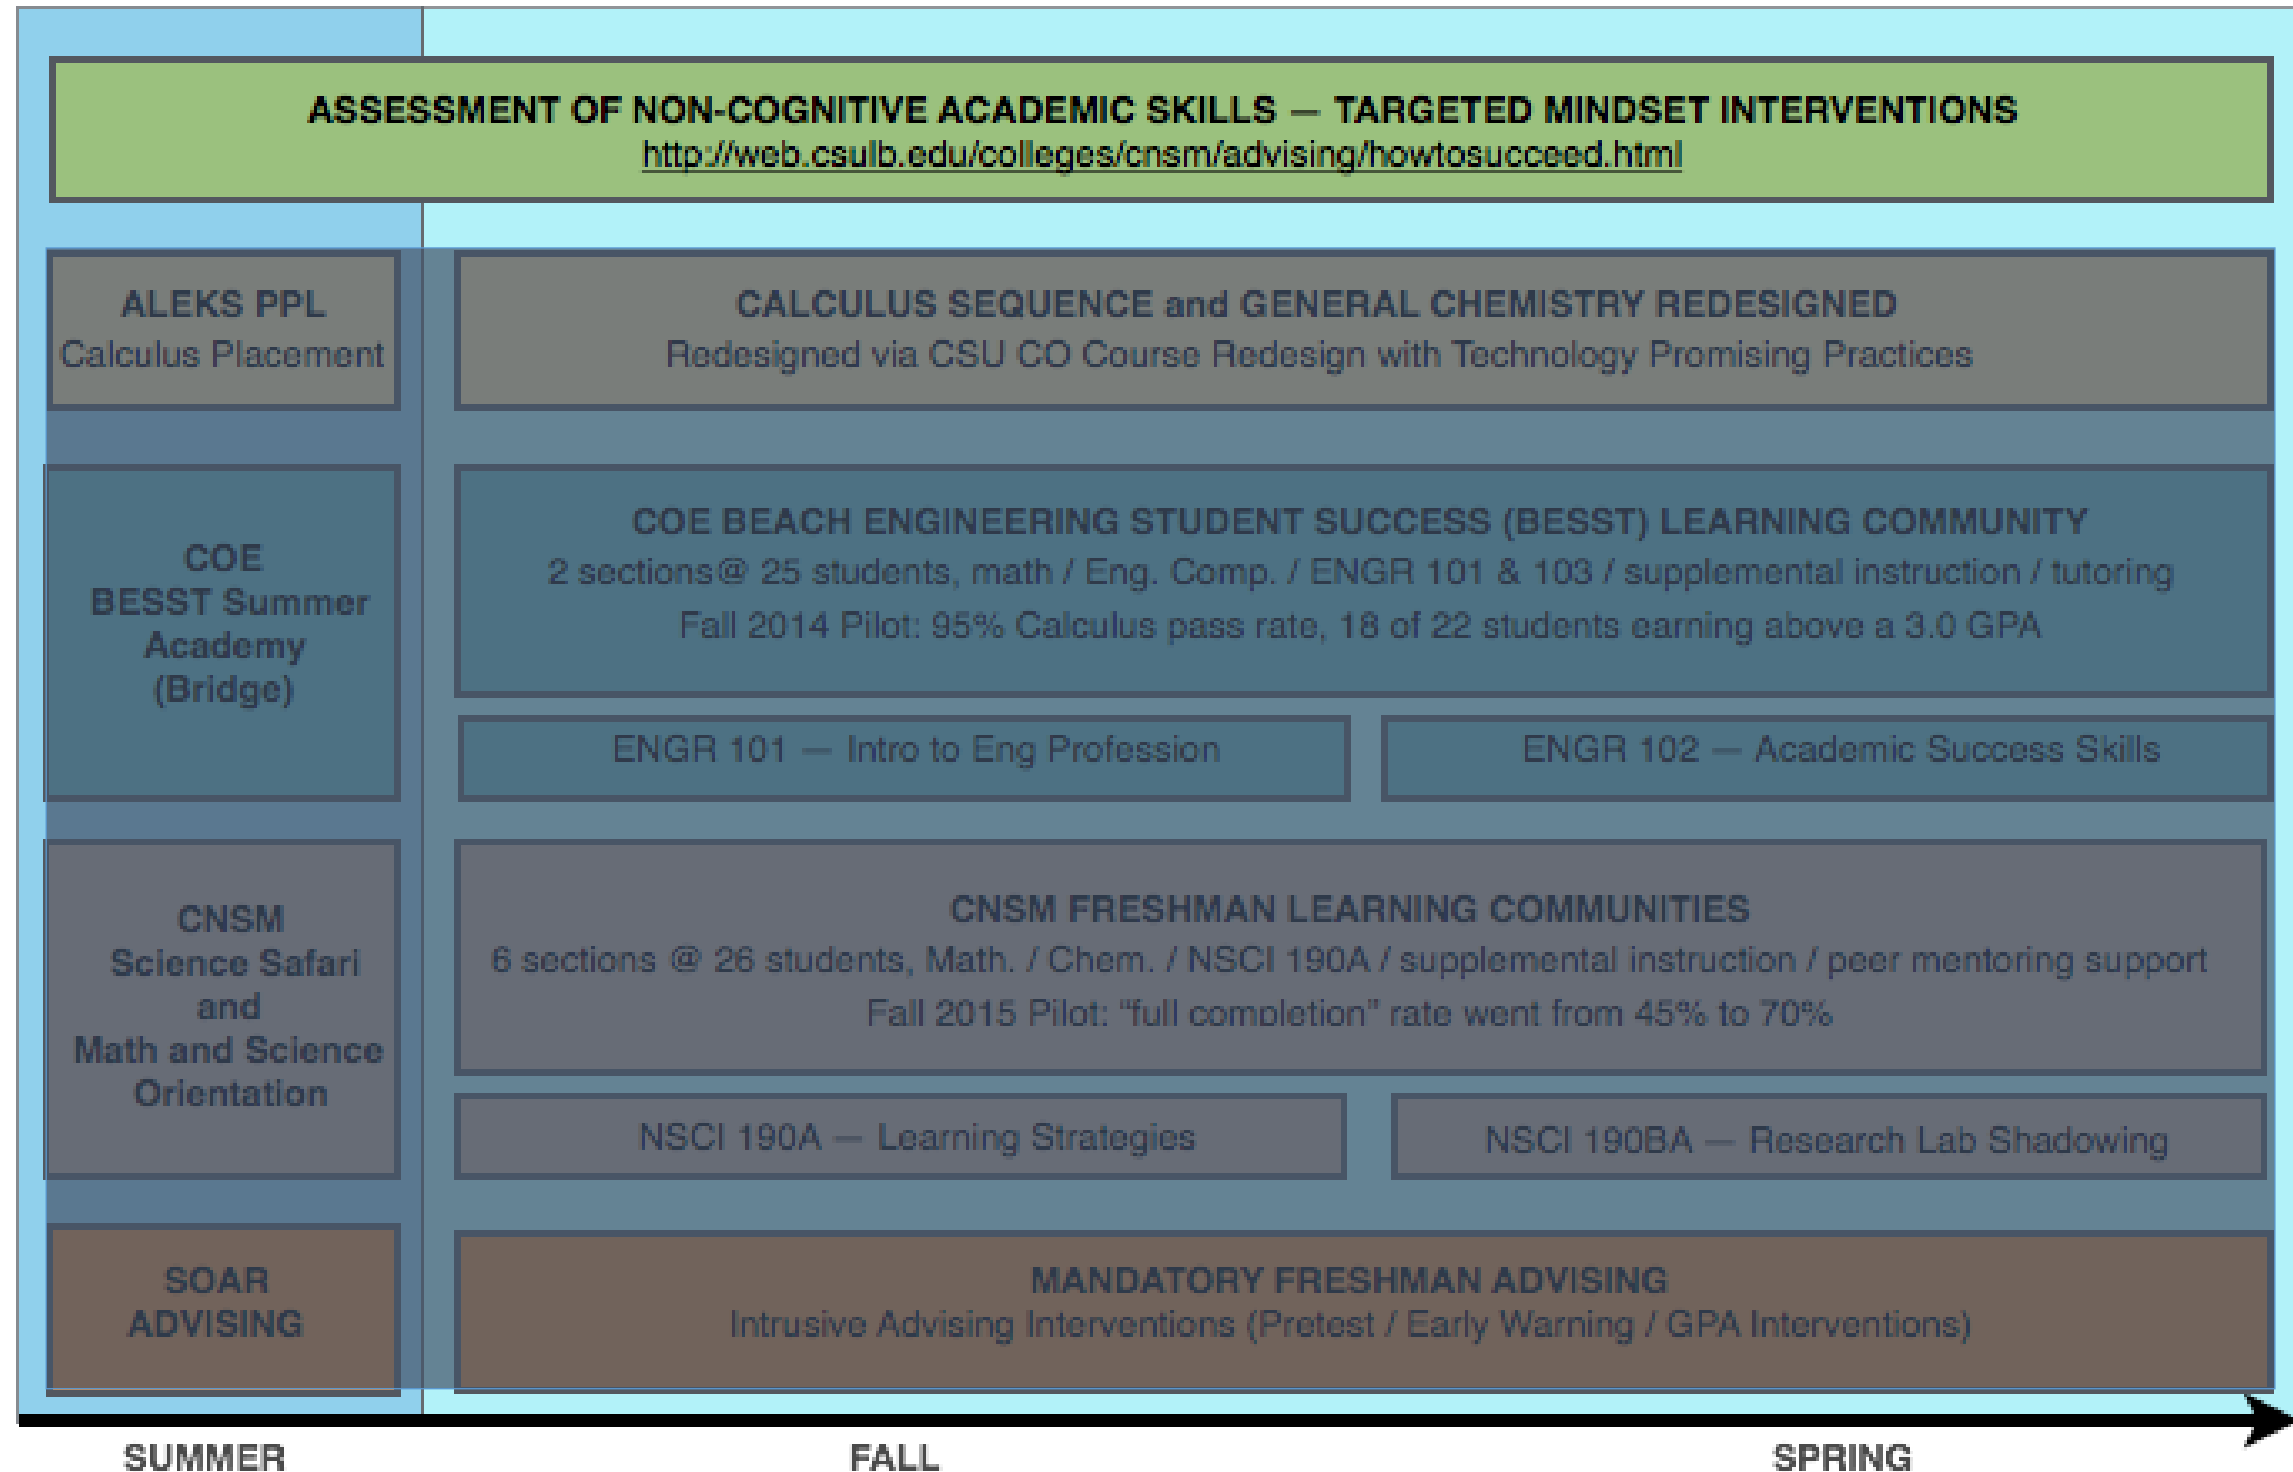 ASSESSMENT OF NON-COGNITIVE ACADEMIC SKILLS — TARGETED MINDSET INTERVENTIONS
http://web.csulb.edu/colleges/cnsm/advising/howtosucceed.html
ALEKS PPL
Calculus Placement
CALCULUS SEQUENCE and GENERAL CHEMISTRY REDESIGNED
Redesigned via CSU CO Course Redesign with Technology Promising Practices
COE
BESST Summer
Academy
(Bridge)
COE BEACH ENGINEERING STUDENT SUCCESS (BESST) LEARNING COMMUNITY
2 sections@ 25 students, math / Eng. Comp. / ENGR 101 & 103 / supplemental instruction / tutoring
Fall 2014 Pilot: 95% Calculus pass rate, 18 of 22 students earning above a 3.0 GPA
ENGR 101 — Intro to Eng Profession
ENGR 102 — Academic Success Skills
CNSM
Science Safari
and
Math and Science
Orientation
CNSM FRESHMAN LEARNING COMMUNITIES
6 sections @ 26 students, Math. / Chem. / NSCI 190A / supplemental instruction / peer mentoring support
Fall 2015 Pilot: “full completion” rate went from 45% to 70%
NSCI 190A — Learning Strategies
NSCI 190BA — Research Lab Shadowing
SOAR
ADVISING
MANDATORY FRESHMAN ADVISING
Intrusive Advising Interventions (Pretest / Early Warning / GPA Interventions)
SUMMER
FALL
SPRING